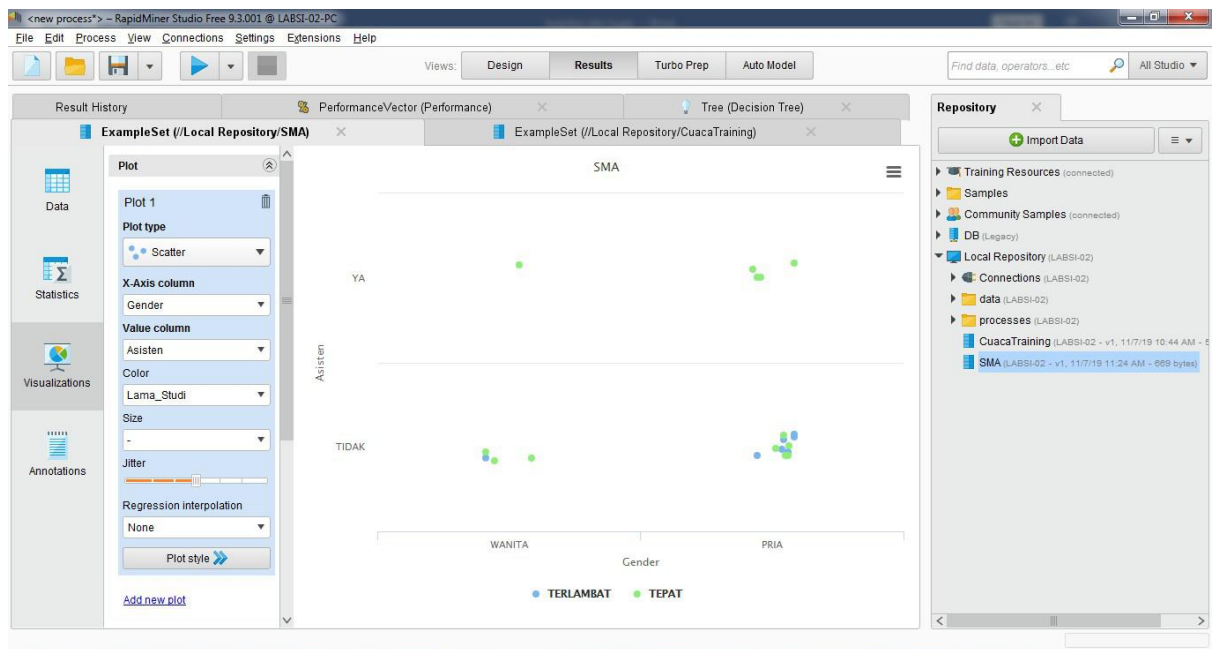 <new process*> – RapidMiner Studio Free 9.3.001 @ LABSI-02-PC
File Edit Process View Connections Settings Extensions Help
Views: Design Results Turbo Prep Auto Model
Find data, operators...etc
All Studio
Result History
PerformanceVector (Performance)
Tree (Decision Tree)
ExampleSet (//Local Repository/SMA)
ExampleSet (//Local Repository/CuacaTraining)
Data
Statistics
Visualizations
Annotations
Plot
Plot 1
Plot type
Scatter
X-Axis column
Gender
Value column
Asisten
Color
Lama_Studi
Size
-
Jitter
Regression interpolation
None
Plot style
Add new plot
SMA
YA
Asisten
TIDAK
WANITA
PRIA
Gender
TERLAMBAT
TEPAT
Repository
Import Data
Training Resources (connected)
Samples
Community Samples (connected)
DB (Legacy)
Local Repository (LABSI-02)
Connections (LABSI-02)
data (LABSI-02)
processes (LABSI-02)
CuacaTraining (LABSI-02 - v1, 11/7/19 10:44 AM -
SMA (LABSI-02 - v1, 11/7/19 11:24 AM - 669 bytes)